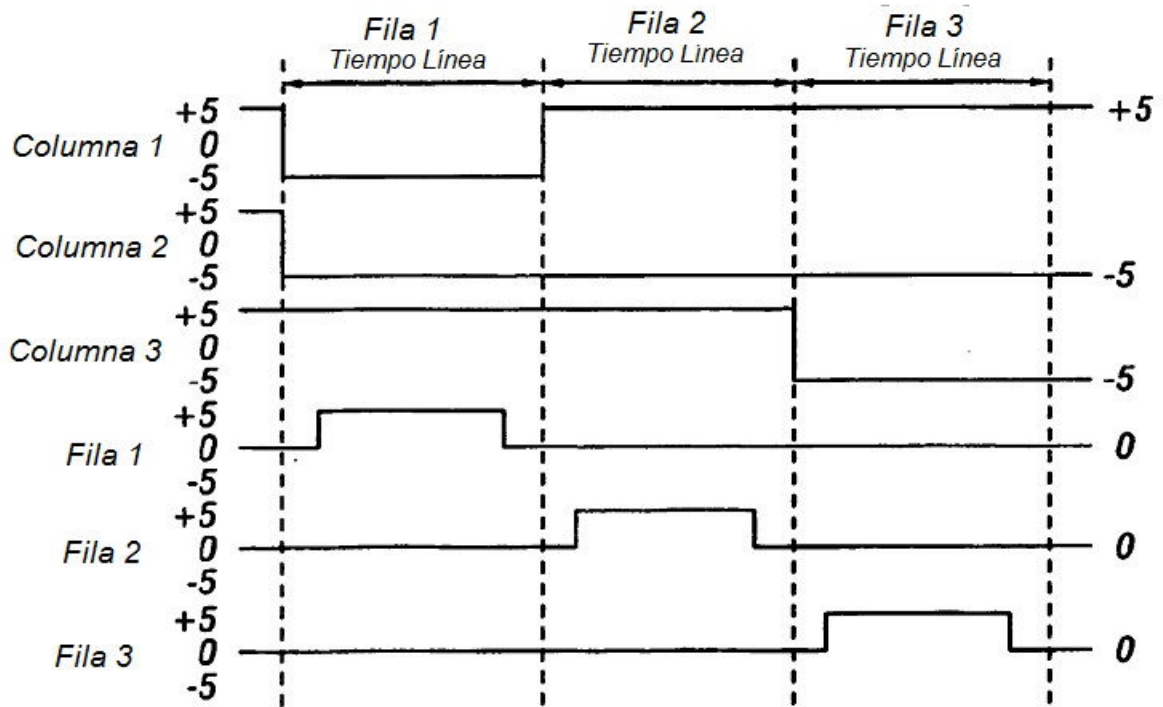 Fila 1 Fila 2 Fila 3
Tiempo Línea Tiempo Línea Tiempo Línea
+5 +5
Columna 1 0
-5
+5
Columna 2 0
-5 -5
+5
Columna 3 0
-5 -5
+5
Fila 1 0 0
-5
+5
Fila 2 0 0
-5
+5
Fila 3 0 0
-5